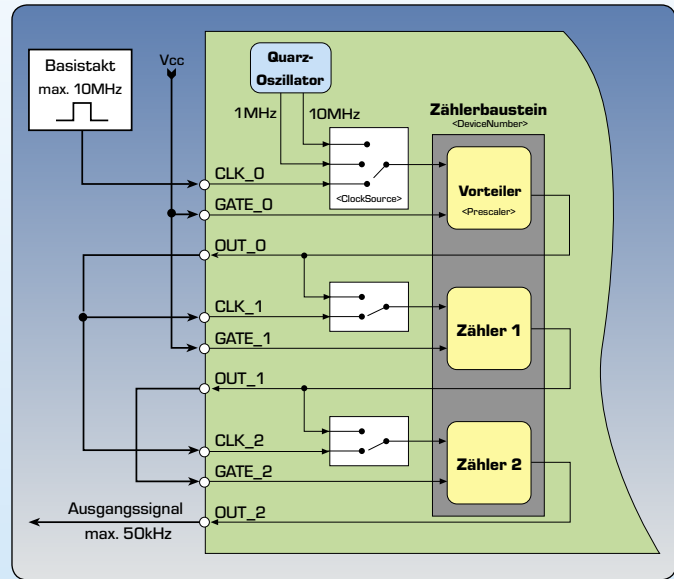 Basistakt
max. 10MHz
Vcc
Quarz-
Oszillator
1MHz
10MHz
Zählerbaustein
<DeviceNumber>
CLK_0
<ClockSource>
Vorteiler
<Prescaler>
GATE_0
OUT_0
CLK_1
Zähler 1
GATE_1
OUT_1
CLK_2
Zähler 2
GATE_2
Ausgangssignal
max. 50kHz
OUT_2